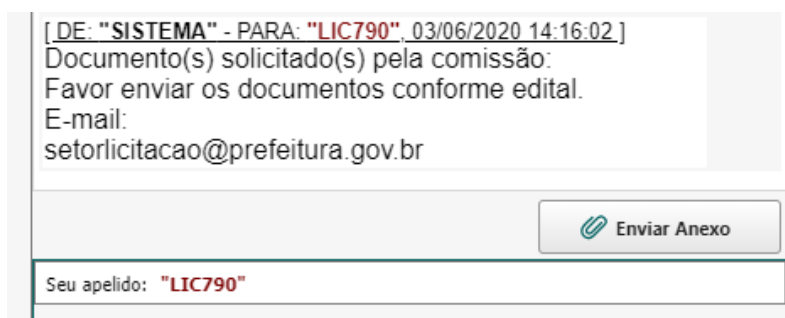 [ DE: "SISTEMA" - PARA: "LIC790", 03/06/2020 14:16:02 ]
Documento(s) solicitado(s) pela comissão:
Favor enviar os documentos conforme edital.
E-mail:
setorlicitacao@prefeitura.gov.br
Enviar Anexo
Seu apelido: "LIC790"